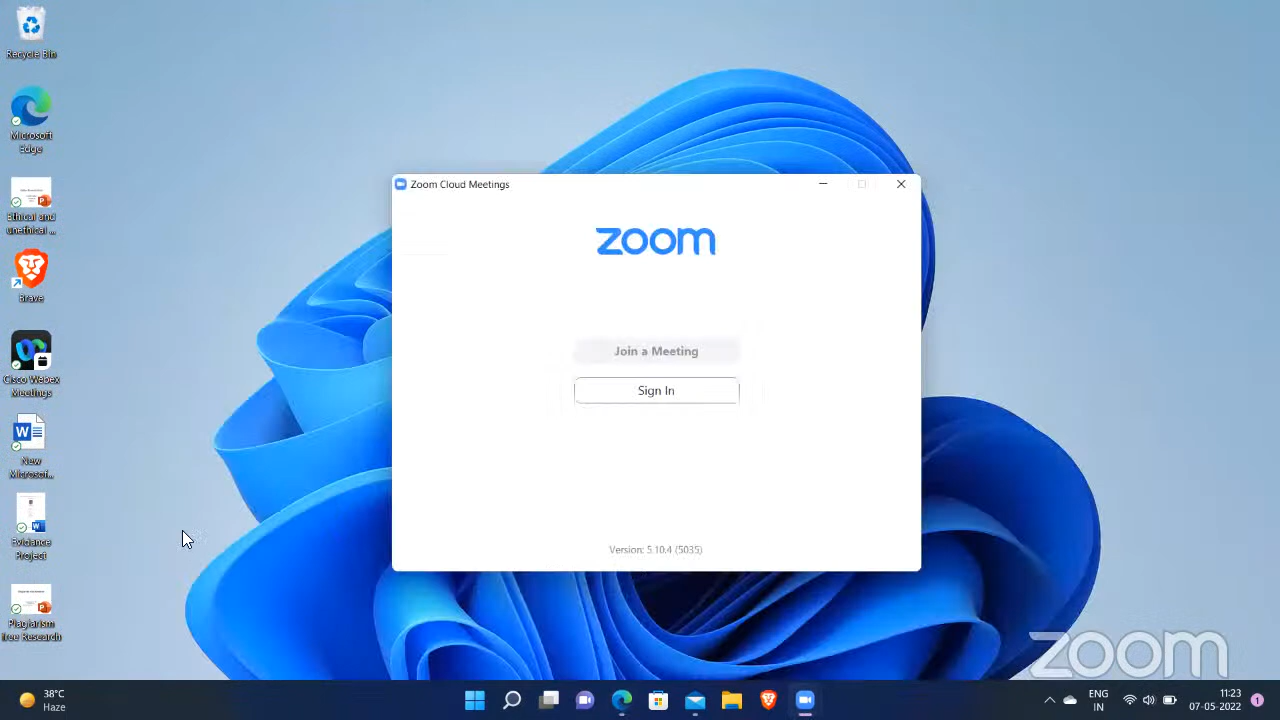 Recycle Bin
Microsoft
Edge
Ethical and
unethical ...
Brave
Cisco Webex
Meetings
New
Microsof...
Evidance
Project
Plagiarism
free Research
Zoom Cloud Meetings
zoom
Join a Meeting
Sign In
Version: 5.10.4 (5035)
zoom
38°C
Haze
ENG
IN
11:23
07-05-2022
1